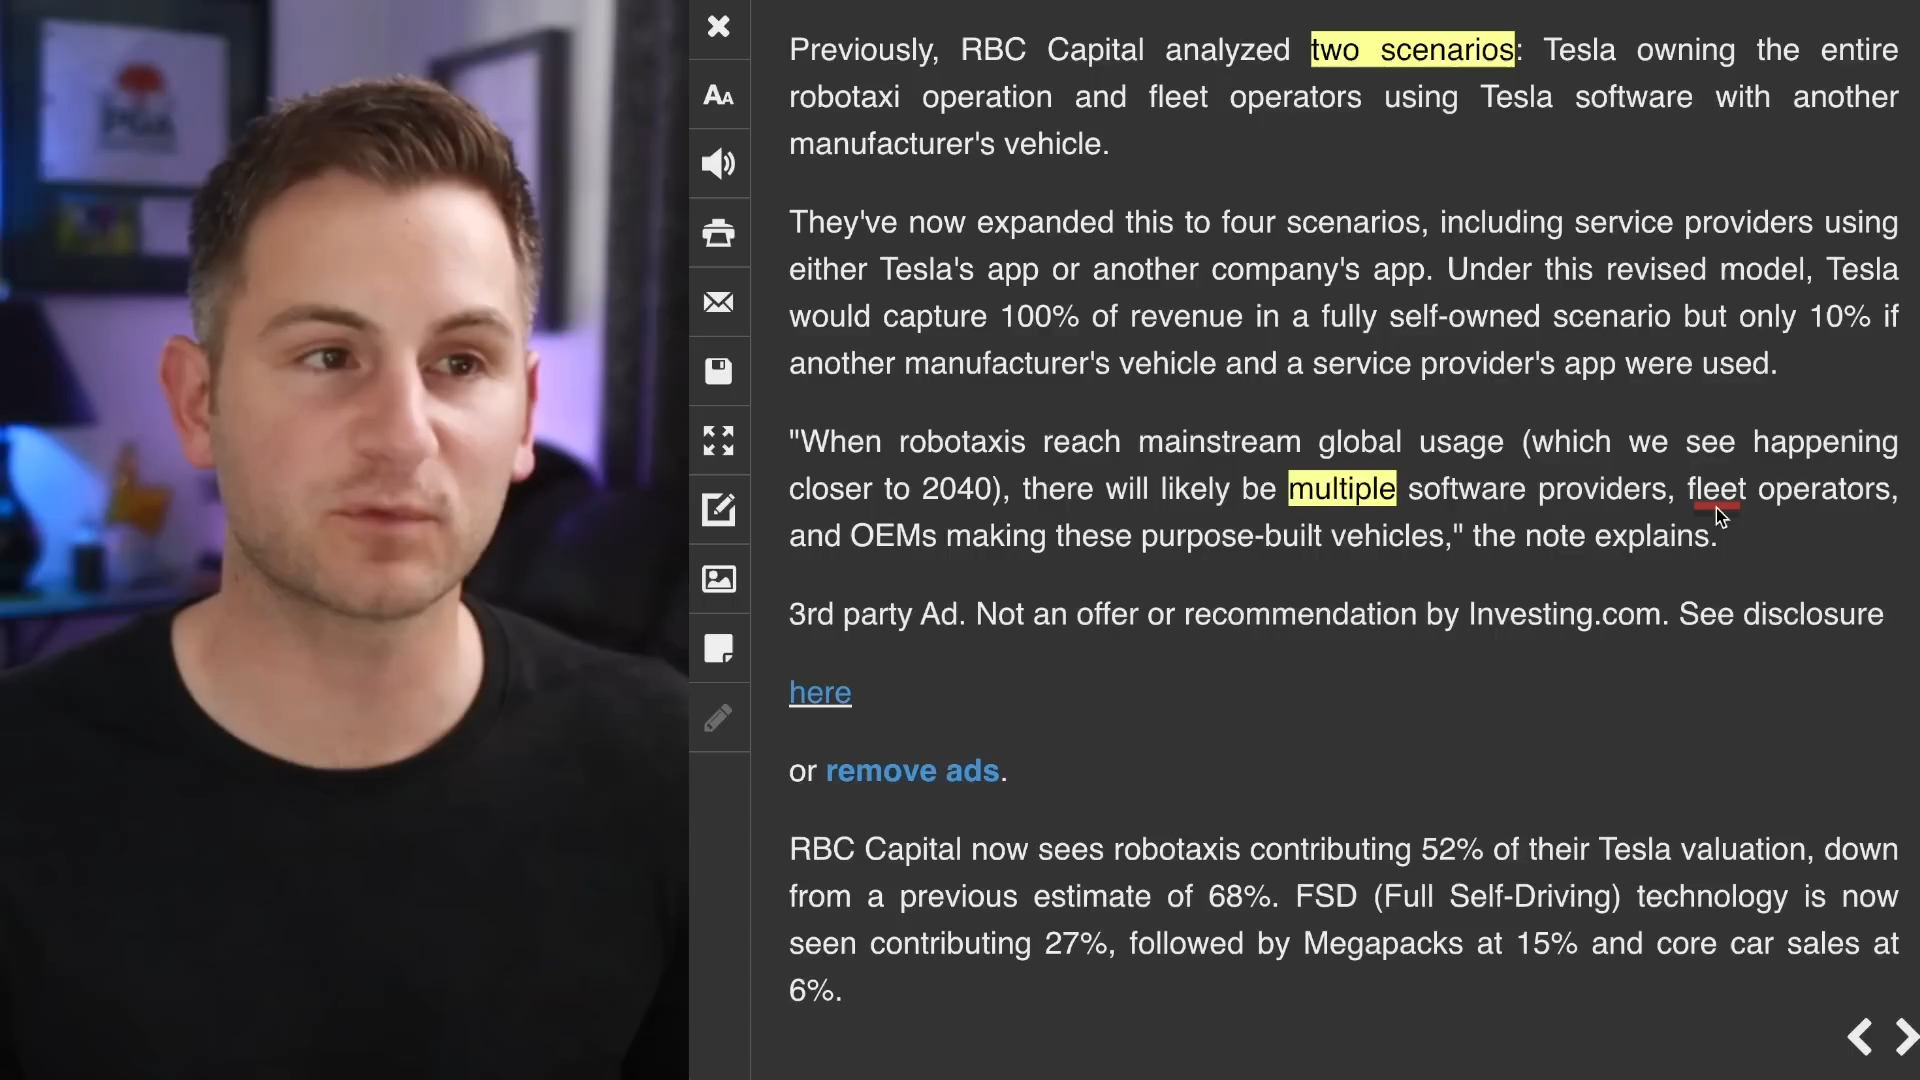 Previously, RBC Capital analyzed two scenarios: Tesla owning the entire
robotaxi operation and fleet operators using Tesla software with another
manufacturer's vehicle.
They've now expanded this to four scenarios, including service providers using
either Tesla's app or another company's app. Under this revised model, Tesla
would capture 100% of revenue in a fully self-owned scenario but only 10% if
another manufacturer's vehicle and a service provider's app were used.
"When robotaxis reach mainstream global usage (which we see happening
closer to 2040), there will likely be multiple software providers, fleet operators,
and OEMs making these purpose-built vehicles," the note explains.
3rd party Ad. Not an offer or recommendation by Investing.com. See disclosure
here
or remove ads.
RBC Capital now sees robotaxis contributing 52% of their Tesla valuation, down
from a previous estimate of 68%. FSD (Full Self-Driving) technology is now
seen contributing 27%, followed by Megapacks at 15% and core car sales at
6%.